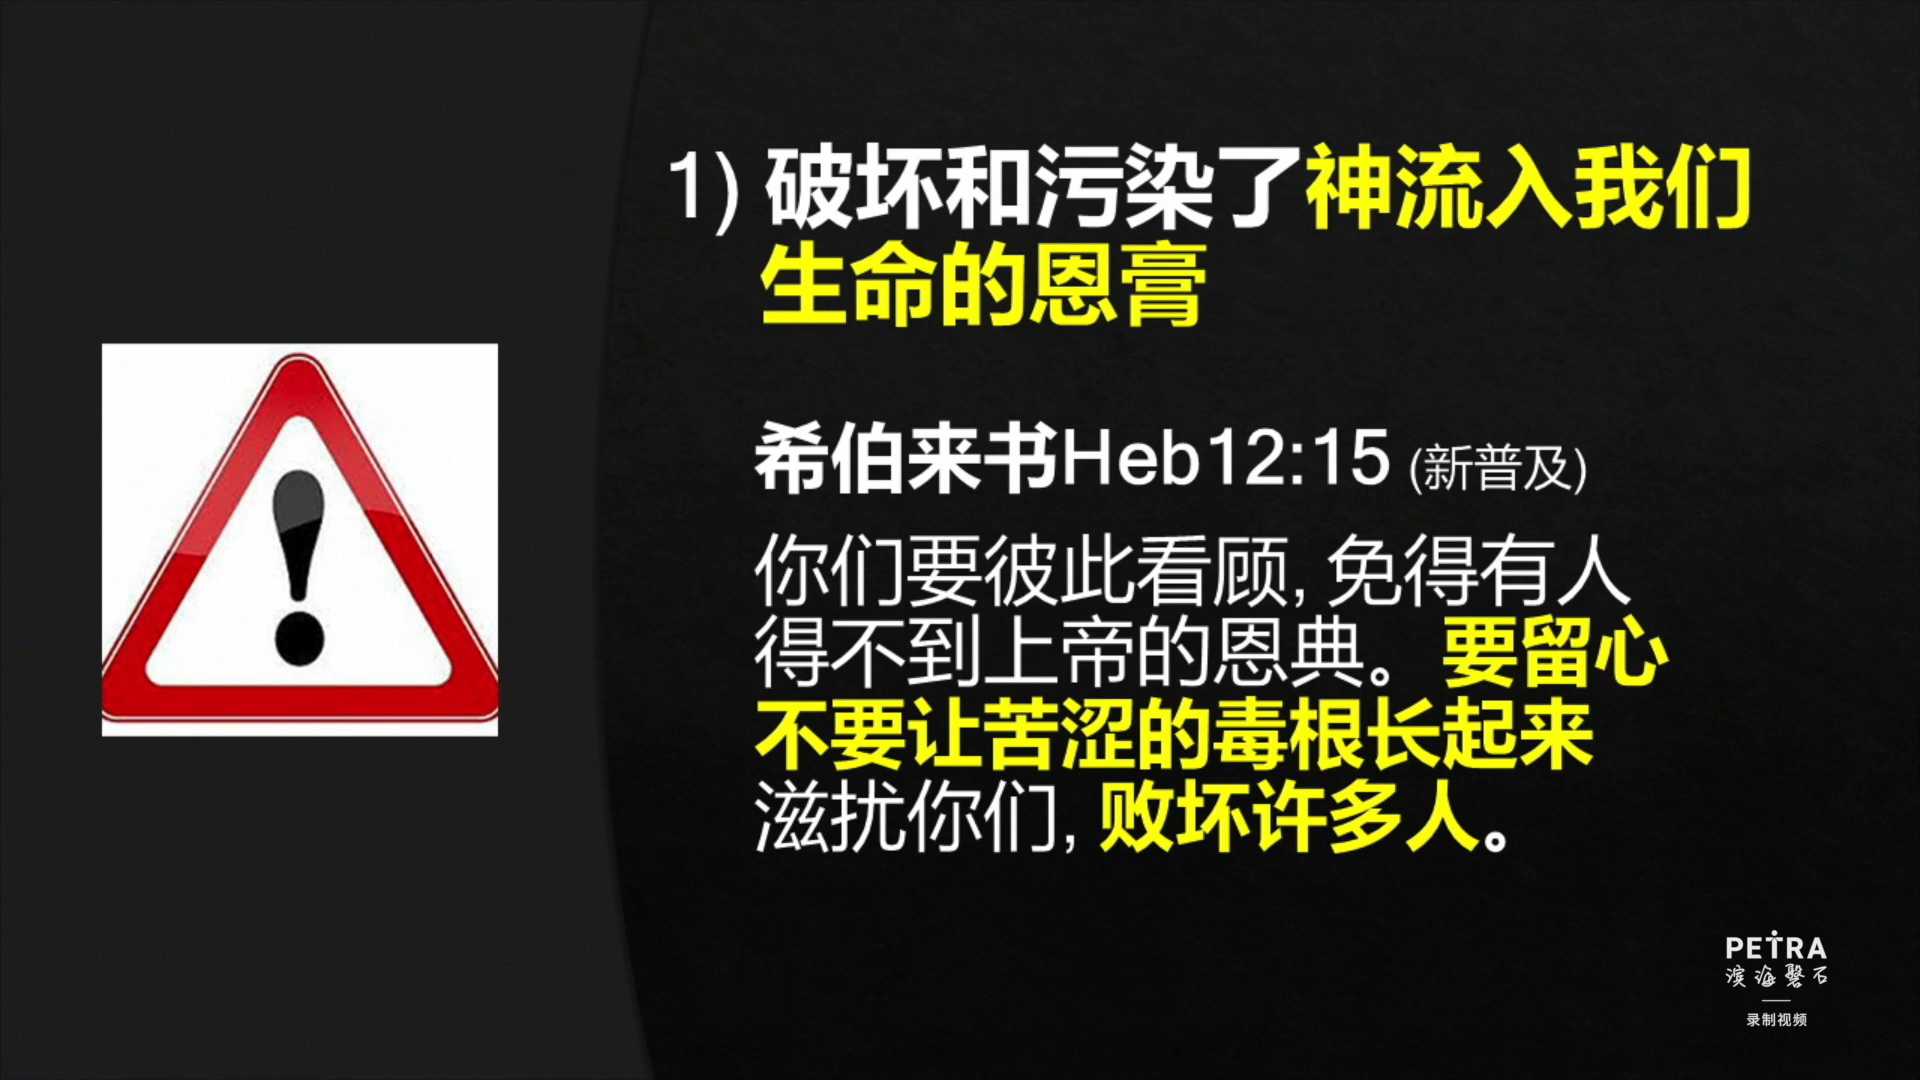 1) 破坏和污染了神流入我们
生命的恩膏
希伯来书Heb12:15 (新普及)
你们要彼此看顾, 免得有人
得不到上帝的恩典。 要留心
不要让苦涩的毒根长起来
滋扰你们, 败坏许多人。
PETRA
滨海磐石
录制视频